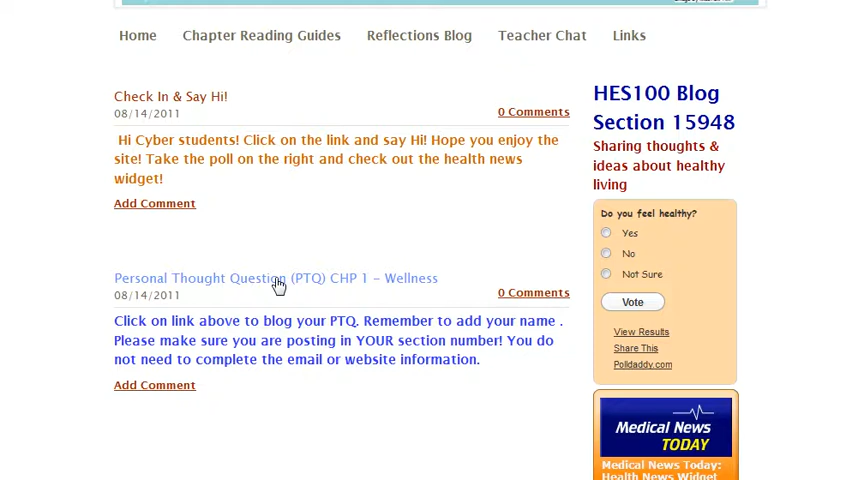 Home Chapter Reading Guides Reflections Blog Teacher Chat Links
Check In & Say Hi!
08/14/2011 0 Comments
Hi Cyber students! Click on the link and say Hi! Hope you enjoy the
site! Take the poll on the right and check out the health news
widget!
Add Comment
Personal Thought Question (PTQ) CHP 1 - Wellness
08/14/2011 0 Comments
Click on link above to blog your PTQ. Remember to add your name .
Please make sure you are posting in YOUR section number! You do
not need to complete the email or website information.
Add Comment
HES100 Blog
Section 15948
Sharing thoughts &
ideas about healthy
living
Do you feel healthy?
Yes
No
Not Sure
Vote
View Results
Share This
Polldaddy.com
Medical News
TODAY
Medical News Today:
Health News Widget